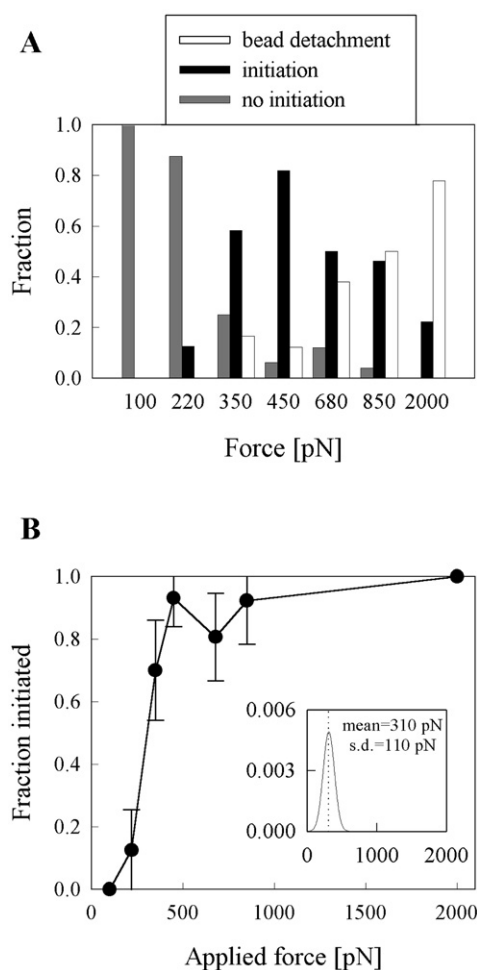 A
bead detachment
initiation
no initiation
1.0
0.8
0.6
0.4
0.2
0.0
Fraction
100 220 350 450 680 850 2000
Force [pN]
B
1.0
0.8
0.6
0.4
0.2
0.0
Fraction initiated
0.006
0.003
0.000
mean=310 pN
s.d.=110 pN
0 1000 2000
0 500 1000 1500 2000
Applied force [pN]